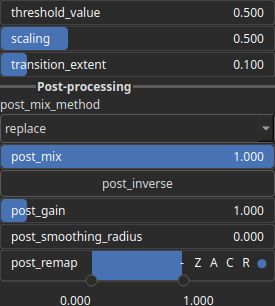 threshold_value 0.500
scaling 0.500
transition_extent 0.100
Post-processing
post_mix_method
replace
post_mix 1.000
post_inverse
post_gain 1.000
post_smoothing_radius 0.000
post_remap - Z A C R
0.000 1.000